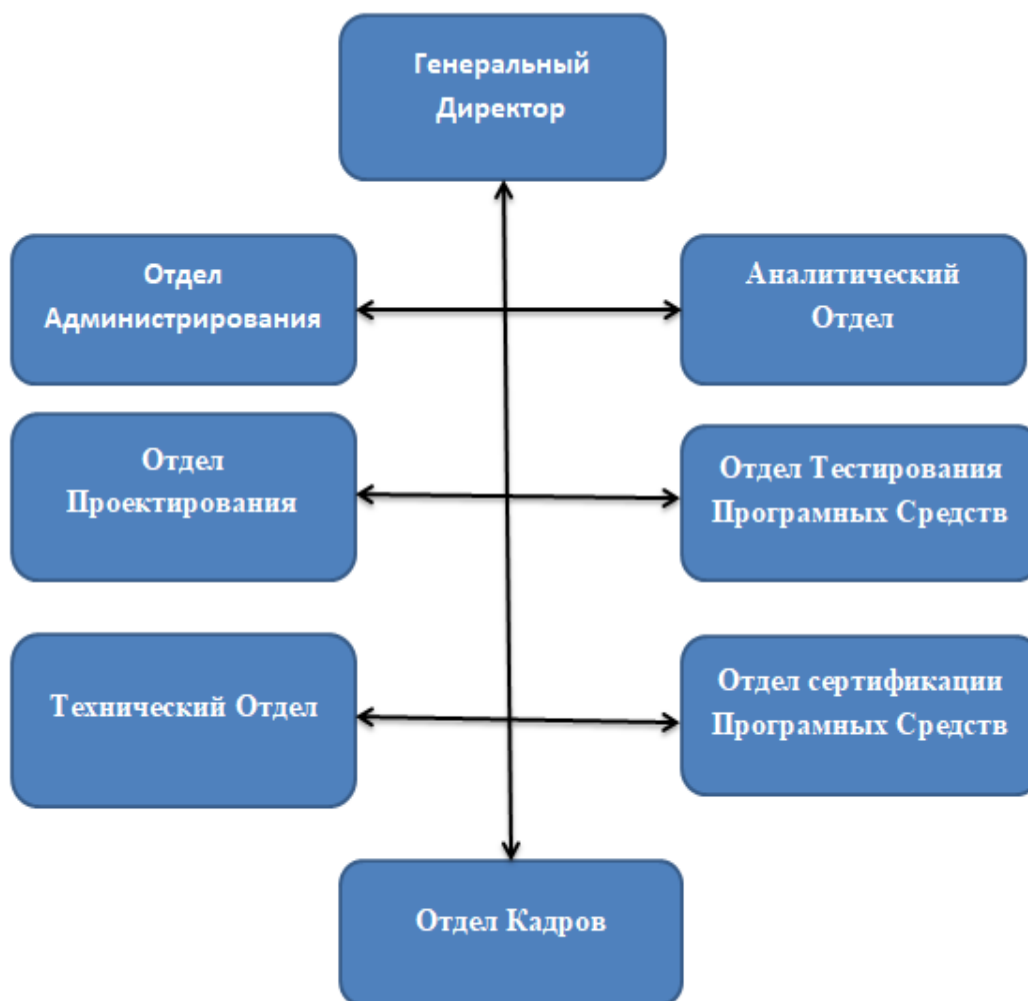 Генеральный
Директор
Отдел
Администрирования
Аналитический
Отдел
Отдел
Проектирования
Отдел Тестирования
Програмных Средств
Технический Отдел
Отдел сертификации
Програмных Средств
Отдел Кадров